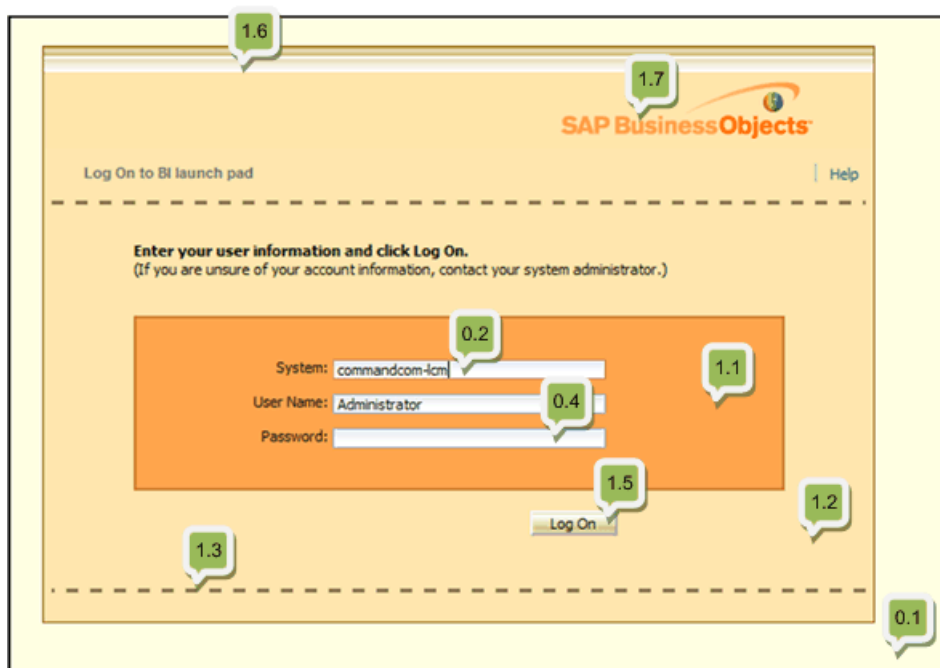 1.6
1.7
SAP BusinessObjects™
Log On to BI launch pad
Help
Enter your user information and click Log On.
(If you are unsure of your account information, contact your system administrator.)
0.2
System: commandcom-lcm
1.1
User Name: Administrator
0.4
Password:
1.5
1.2
Log On
1.3
0.1